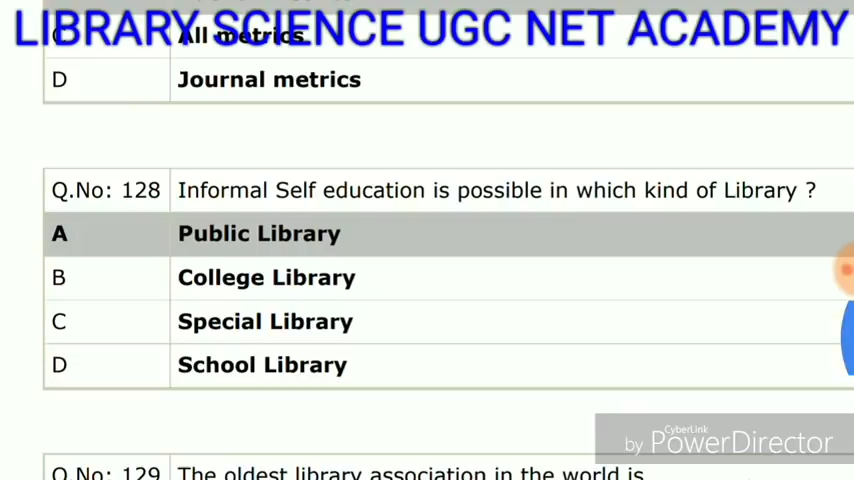 LIBRARY SCIENCE UGC NET ACADEMY
C All metrics
D Journal metrics
Q.No: 128 Informal Self education is possible in which kind of Library ?
A Public Library
B College Library
C Special Library
D School Library
CyberLink
by PowerDirector
Q.No: 129 The oldest library association in the world is